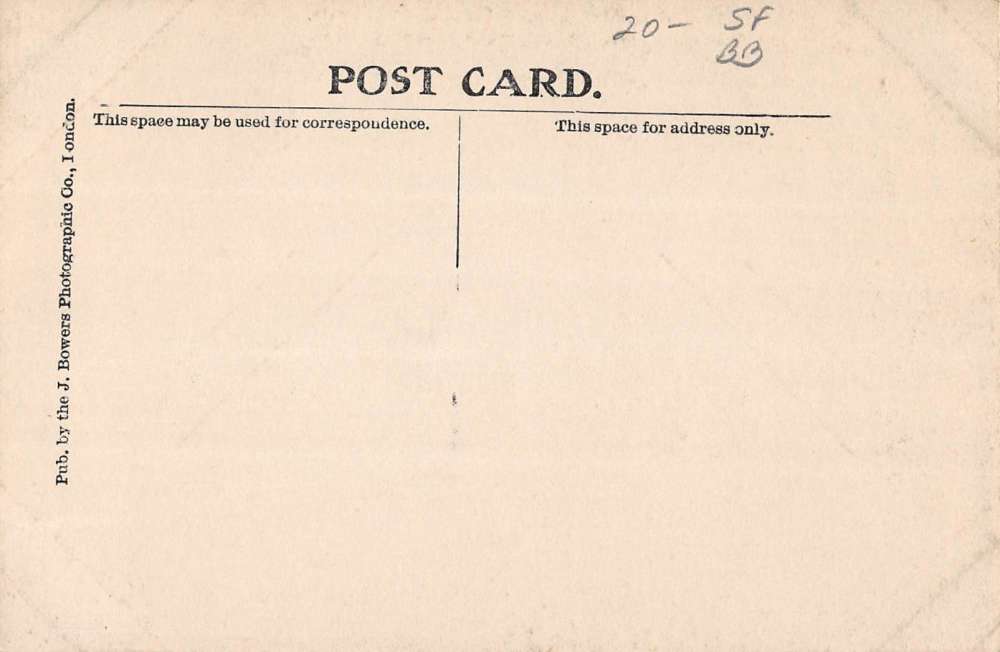 20- SF
BB
POST CARD.
This space may be used for correspondence.
This space for address only.
Pub. by the J. Bowers Photographic Co., London.